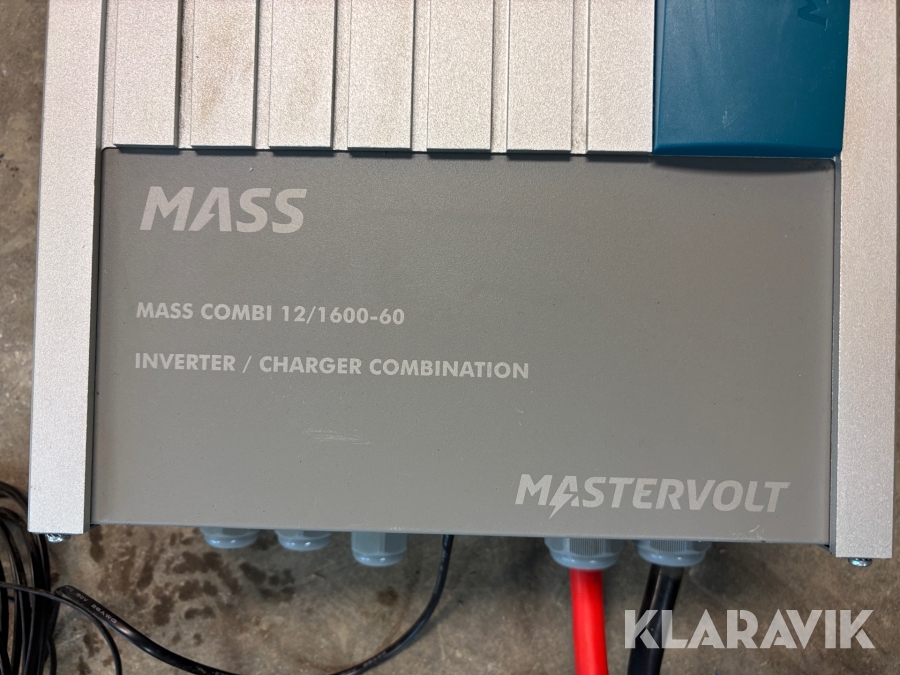 MASS
MASS COMBI 12/1600-60
INVERTER / CHARGER COMBINATION
MASTERVOLT
KLARAVIK